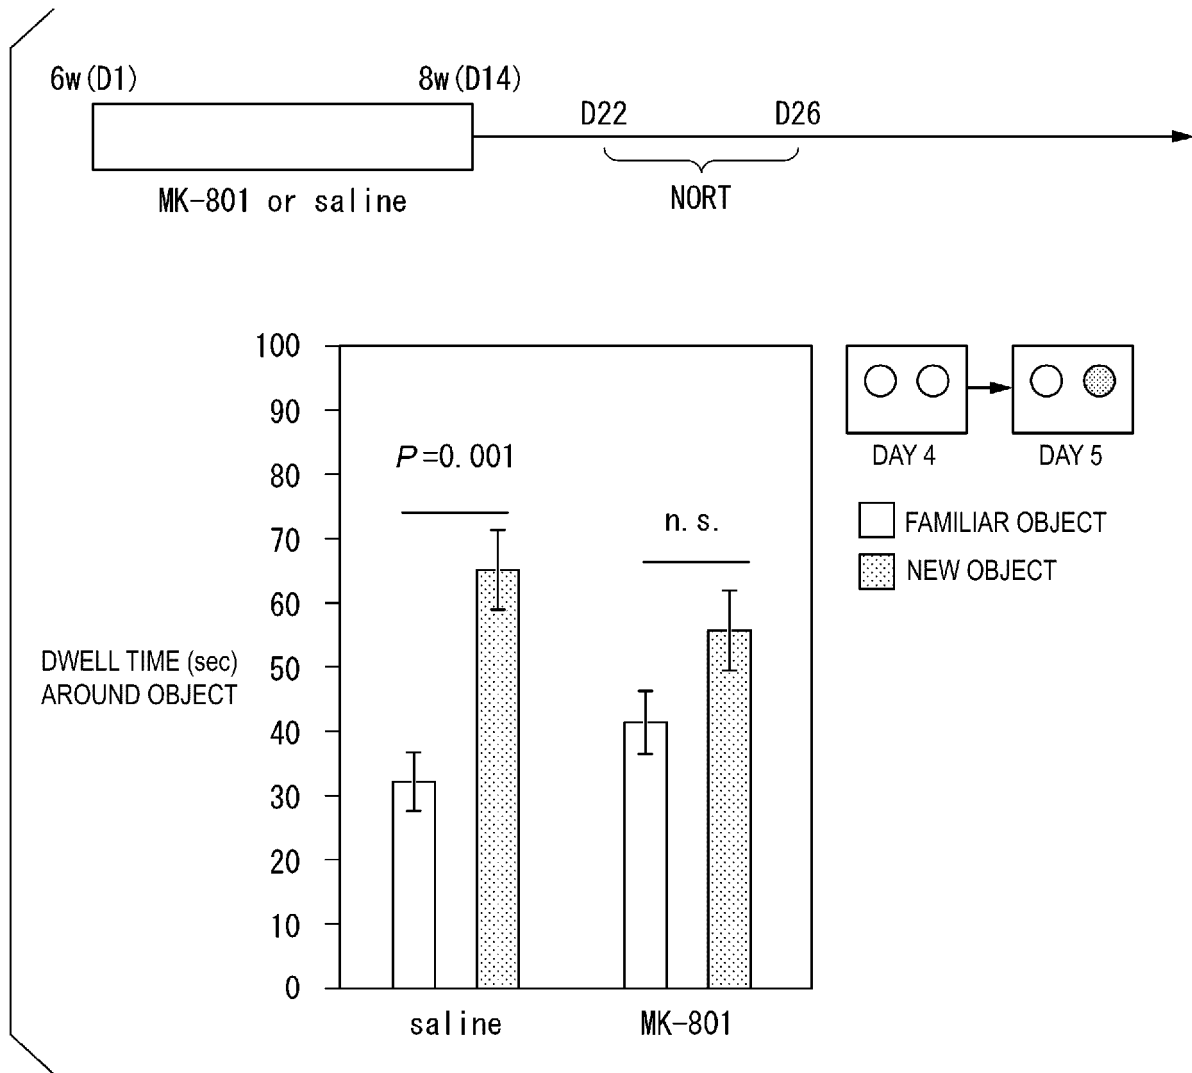 6w(D1)
8w(D14)
D22
D26
MK-801 or saline
NORT
100
90
80
70
60
50
40
30
20
10
0
DWELL TIME (sec)
AROUND OBJECT
P=0.001
n.s.
saline
MK-801
DAY 4
DAY 5
FAMILIAR OBJECT
NEW OBJECT